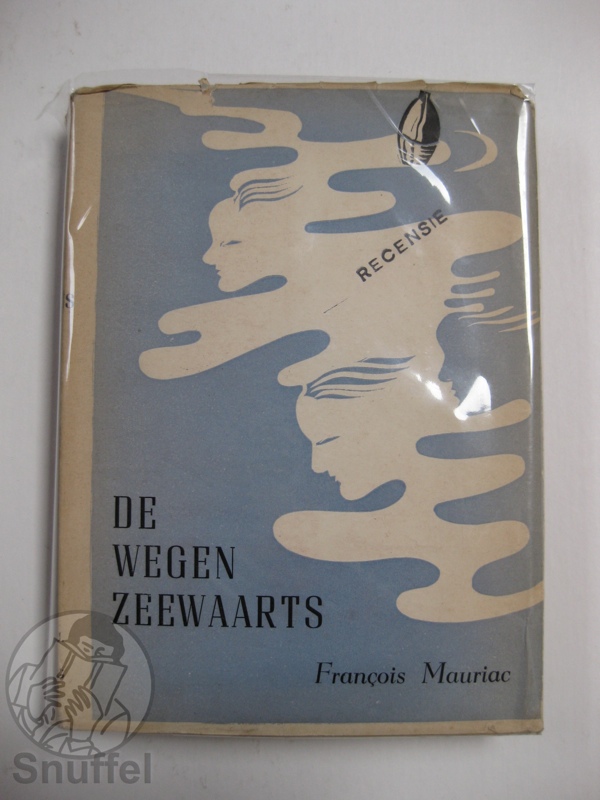 RECENSIE
S
DE
WEGEN
ZEEWAARTS
François Mauriac
Snuffel